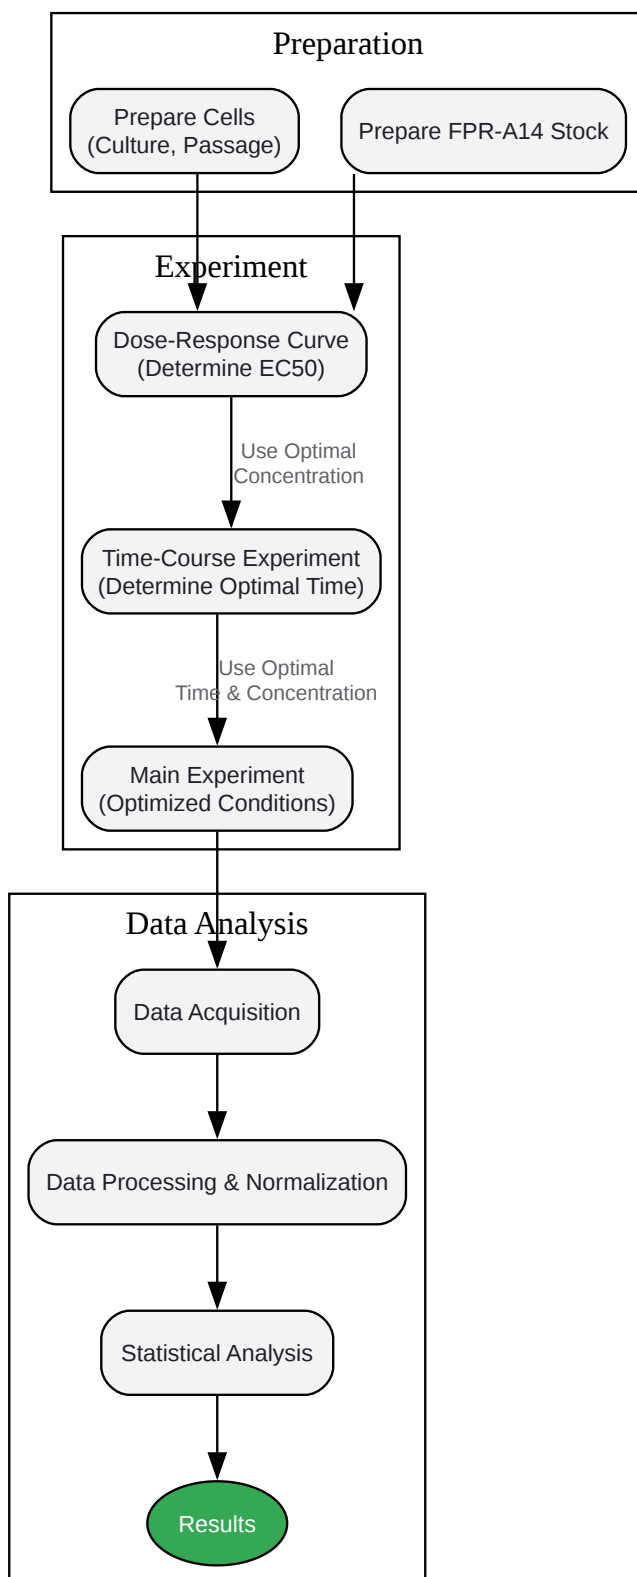 Preparation
Prepare Cells
(Culture, Passage)
Prepare FPR-A14 Stock
Experiment
Dose-Response Curve
(Determine EC50)
Use Optimal
Concentration
Time-Course Experiment
(Determine Optimal Time)
Use Optimal
Time & Concentration
Main Experiment
(Optimized Conditions)
Data Analysis
Data Acquisition
Data Processing & Normalization
Statistical Analysis
Results